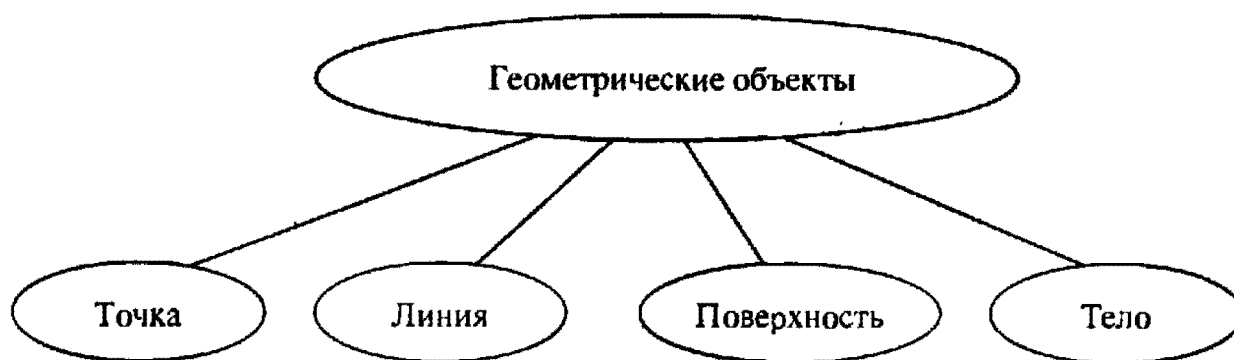 Геометрические объекты
Точка
Линия
Поверхность
Тело